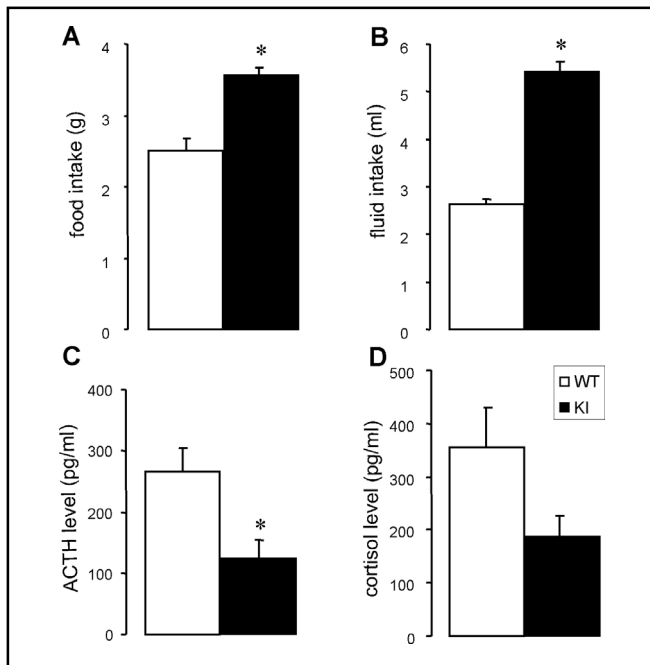 A
food intake (g)
4
3
2
1
0
*
B
fluid intake (ml)
6
5
4
3
2
1
0
*
C
ACTH level (pg/ml)
400
300
200
100
0
*
D
cortisol level (pg/ml)
500
400
300
200
100
0
WT
KI